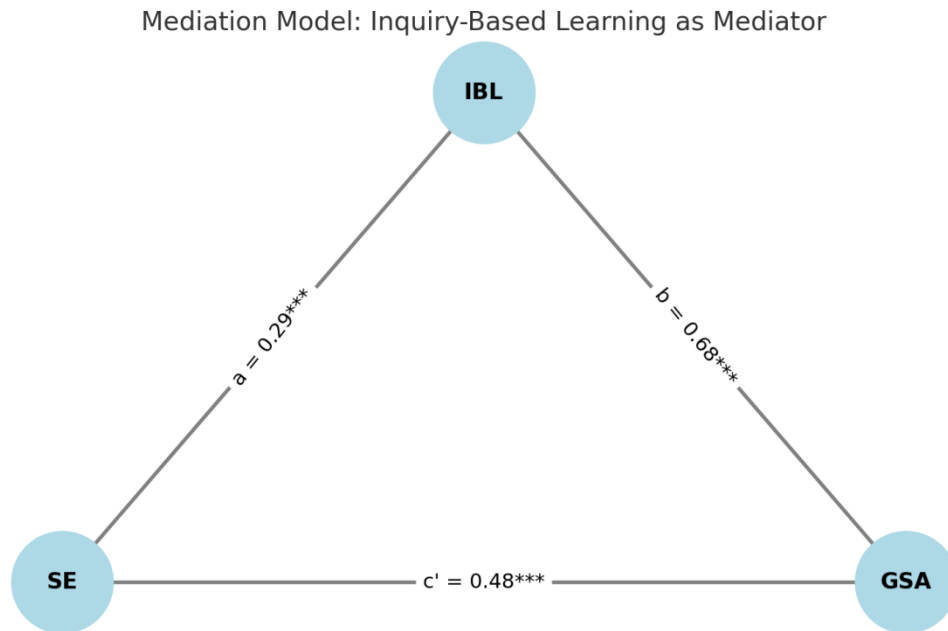 Mediation Model: Inquiry-Based Learning as Mediator
IBL
a = 0.29***
b = 0.68***
SE
c' = 0.48***
GSA